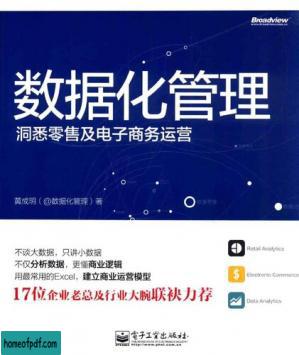 Broadview
数据化管理
洞悉零售及电子商务运营
黄成明（@数据化管理）著
不谈大数据，只讲小数据
不仅分析数据，更懂商业逻辑
用最常用的Excel，建立商业运营模型
17位企业老总及行业大腕联袂力荐
Retail Analytics
Electronic Commerce
Data Analytics
电子工业出版社
homeofpdf.com